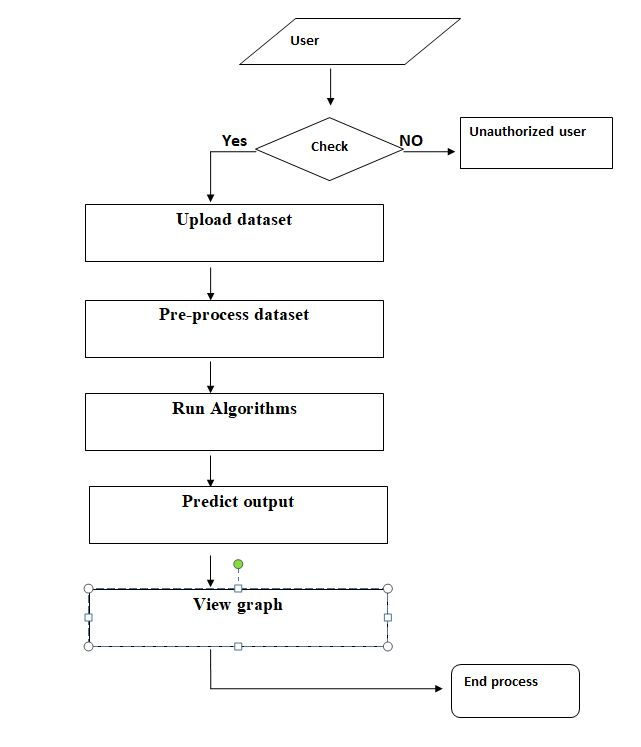 User
Check
Yes
NO
Unauthorized user
Upload dataset
Pre-process dataset
Run Algorithms
Predict output
View graph
End process